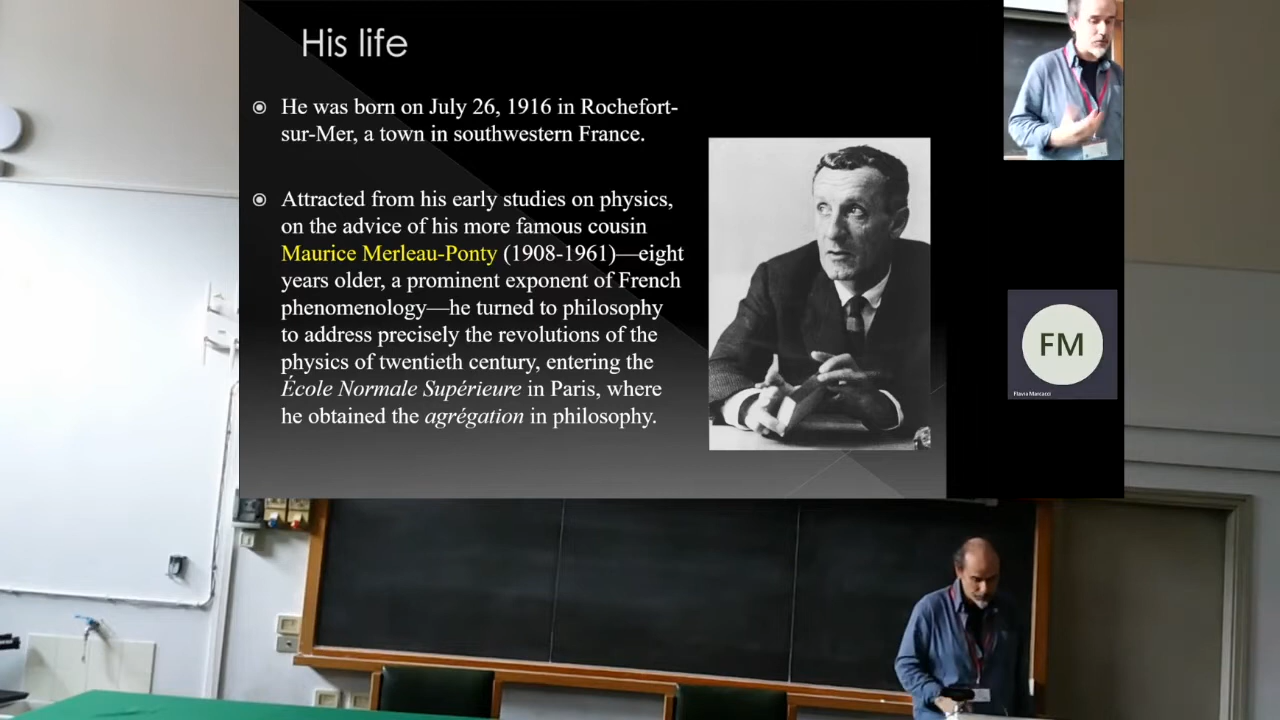 His life
He was born on July 26, 1916 in Rochefort-
sur-Mer, a town in southwestern France.
Attracted from his early studies on physics,
on the advice of his more famous cousin
Maurice Merleau-Ponty (1908-1961)—eight
years older, a prominent exponent of French
phenomenology—he turned to philosophy
to address precisely the revolutions of the
physics of twentieth century, entering the
École Normale Supérieure in Paris, where
he obtained the agrégation in philosophy.
FM
Flavia Marcacci